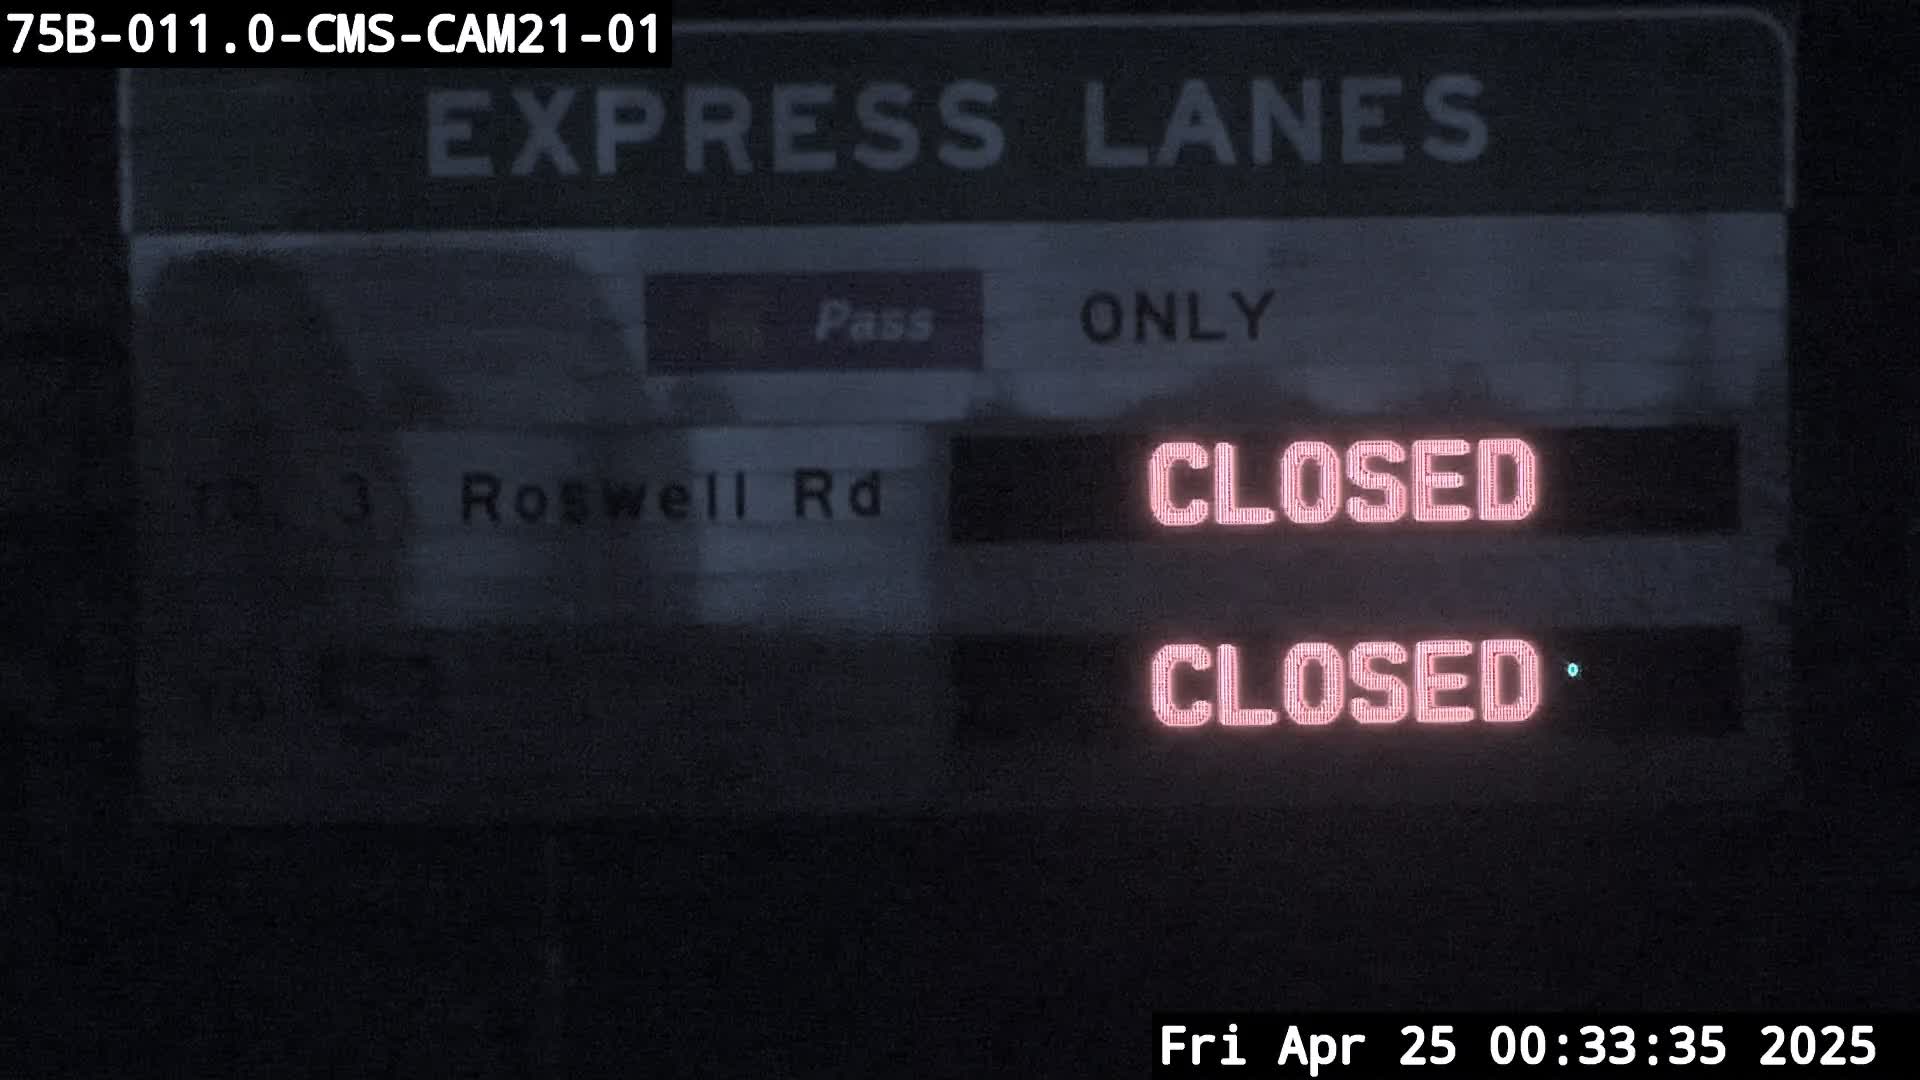 75B-011.0-CMS-CAM21-01
EXPRESS LANES
Pass ONLY
Roswell Rd CLOSED
CLOSED
Fri Apr 25 00:33:35 2025